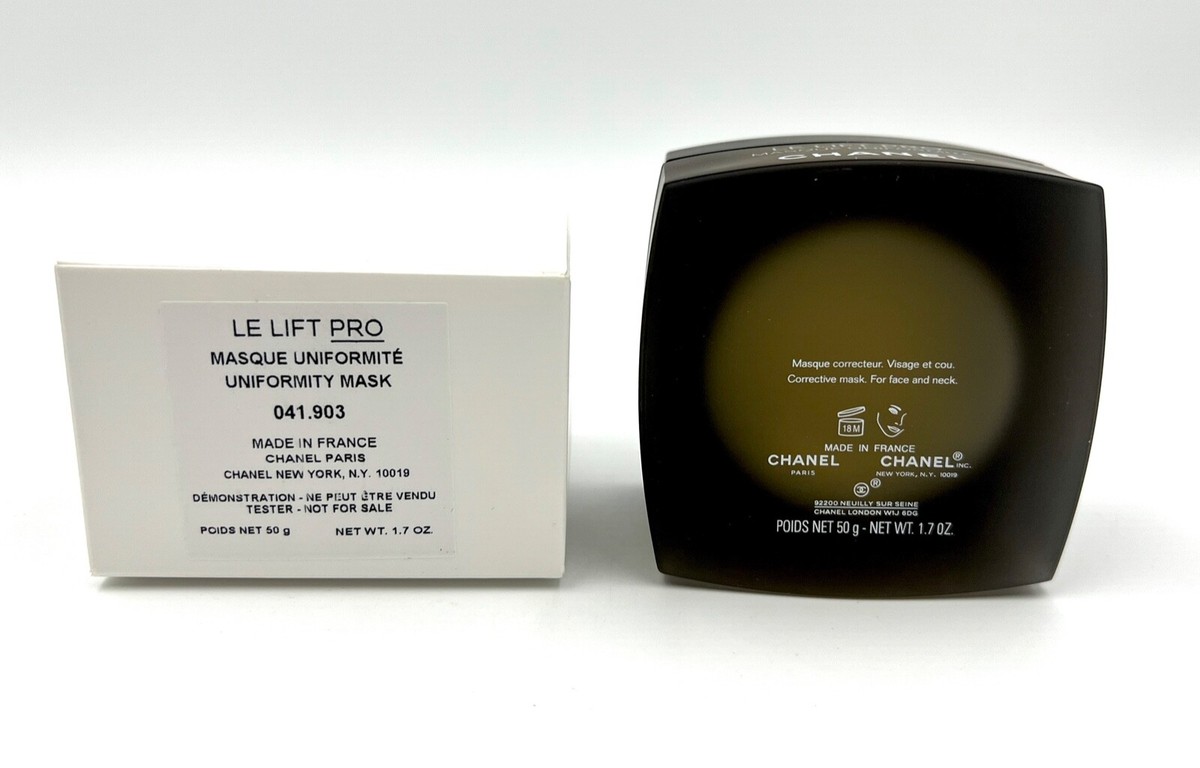 LE LIFT PRO
MASQUE UNIFORMITÉ
UNIFORMITY MASK
041.903
MADE IN FRANCE
CHANEL PARIS
CHANEL NEW YORK, N.Y. 10019
DÉMONSTRATION - NE PEUT ÊTRE VENDU
TESTER - NOT FOR SALE
POIDS NET 50 g NET WT. 1.7 OZ.
CHANEL
Masque correcteur. Visage et cou.
Corrective mask. For face and neck.
18M
MADE IN FRANCE
CHANEL CHANEL® INC.
PARIS NEW YORK, N.Y. 10019
®
92200 NEUILLY SUR SEINE
CHANEL LONDON W1J 6DG
POIDS NET 50 g - NET WT. 1.7 OZ.